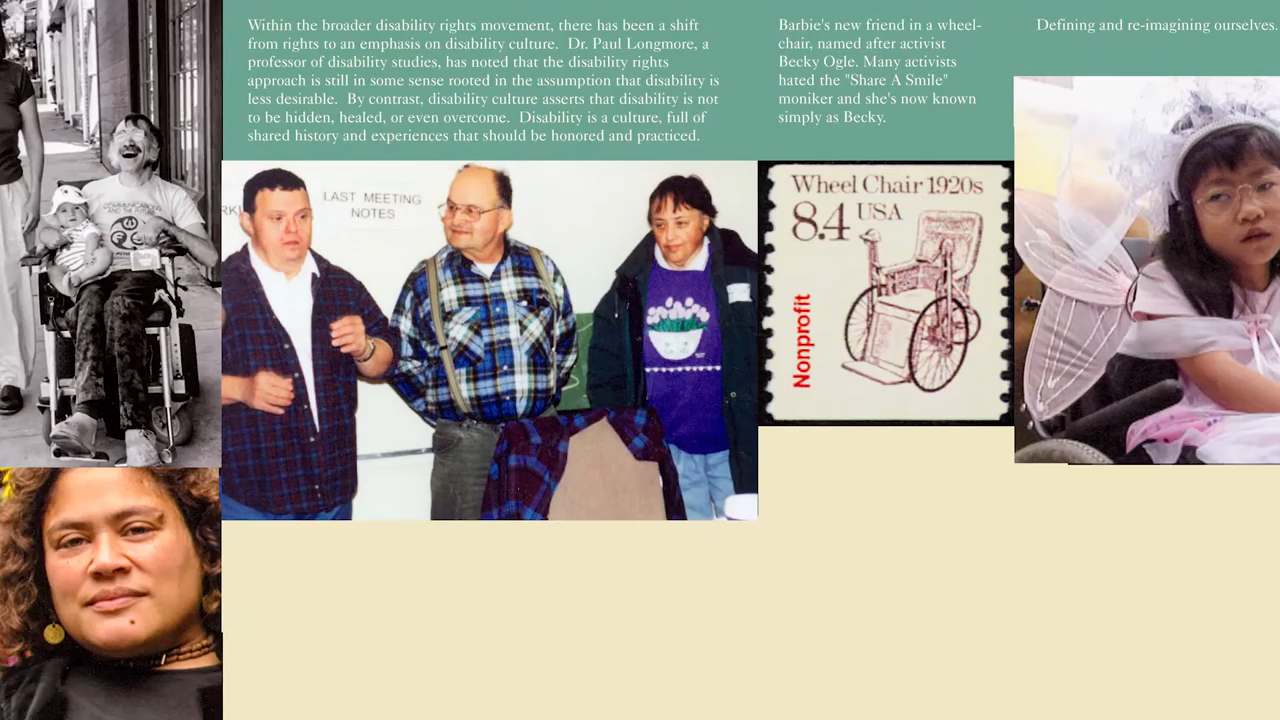 Within the broader disability rights movement, there has been a shift
from rights to an emphasis on disability culture. Dr. Paul Longmore, a
professor of disability studies, has noted that the disability rights
approach is still in some sense rooted in the assumption that disability is
less desirable. By contrast, disability culture asserts that disability is not
to be hidden, healed, or even overcome. Disability is a culture, full of
shared history and experiences that should be honored and practiced.
Barbie's new friend in a wheel-
chair, named after activist
Becky Ogle. Many activists
hated the "Share A Smile"
moniker and she's now known
simply as Becky.
Defining and re-imagining ourselves.
COMMUNICATIONS
AND THE FUTURE
LAST MEETING
NOTES
Wheel Chair 1920s
8.4 USA
Nonprofit